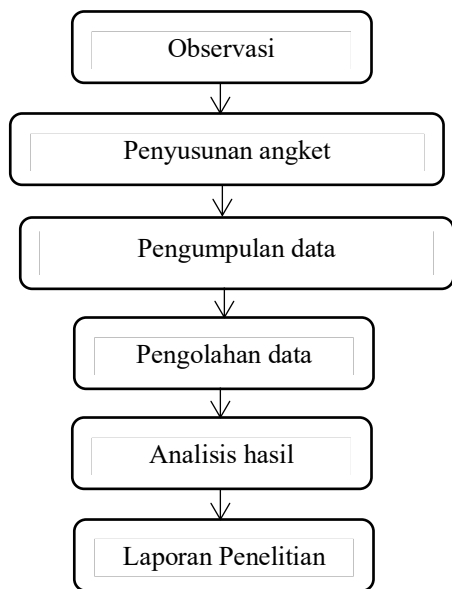 Observasi
Penyusunan angket
Pengumpulan data
Pengolahan data
Analisis hasil
Laporan Penelitian